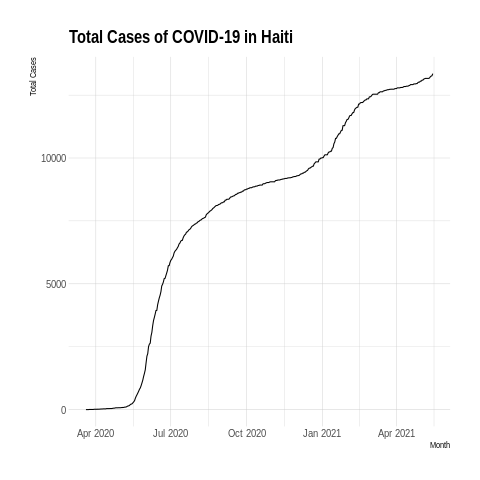 Total Cases of COVID-19 in Haiti
Total Cases
10000
5000
0
Apr 2020 Jul 2020 Oct 2020 Jan 2021 Apr 2021
Month